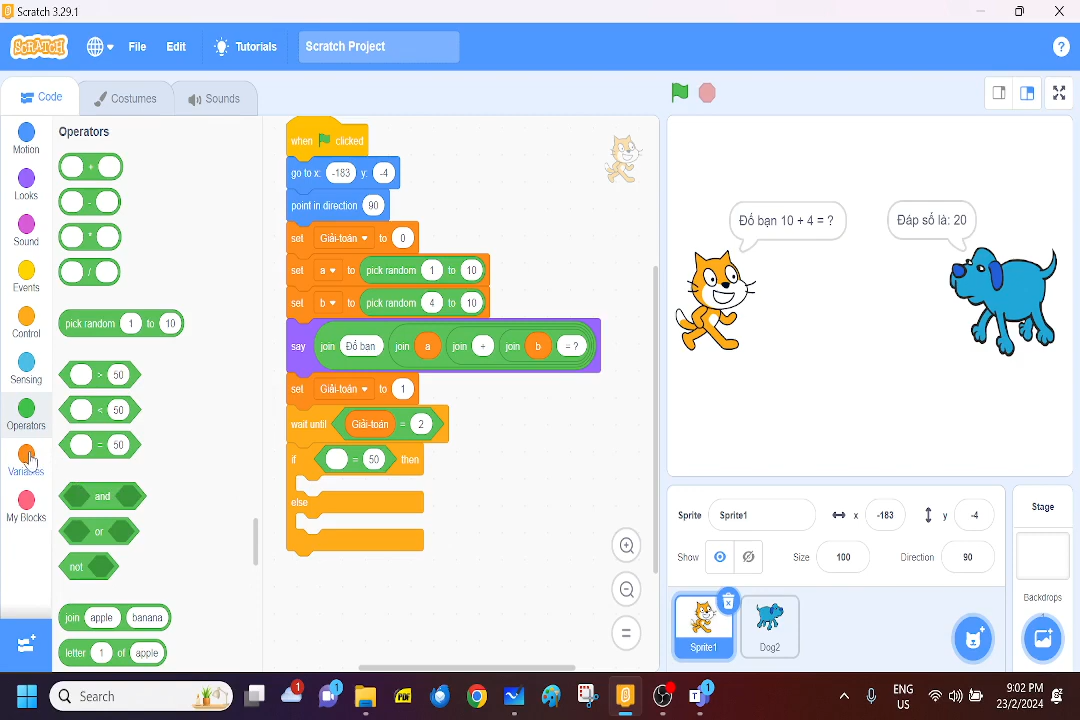 Scratch 3.29.1
SCRATCH File Edit Tutorials Scratch Project ?
Code Costumes Sounds
Motion
Looks
Sound
Events
Control
Sensing
Operators
Variables
My Blocks
Operators
+
-
*
/
pick random 1 to 10
> 50
< 50
= 50
and
or
not
join apple banana
letter 1 of apple
when clicked
go to x: -183 y: -4
point in direction 90
set Giải-toán to 0
set a to pick random 1 to 10
set b to pick random 4 to 10
say join Đố bạn join a join + join b = ?
set Giải-toán to 1
wait until Giải-toán = 2
if = 50 then
else
Đố bạn 10 + 4 = ?
Đáp số là: 20
Sprite Sprite1 x -183 y -4
Show Size 100 Direction 90
Sprite1
Dog2
Stage
Backdrops
Search
1
1
PDF
1
ENG
US
9:02 PM
23/2/2024